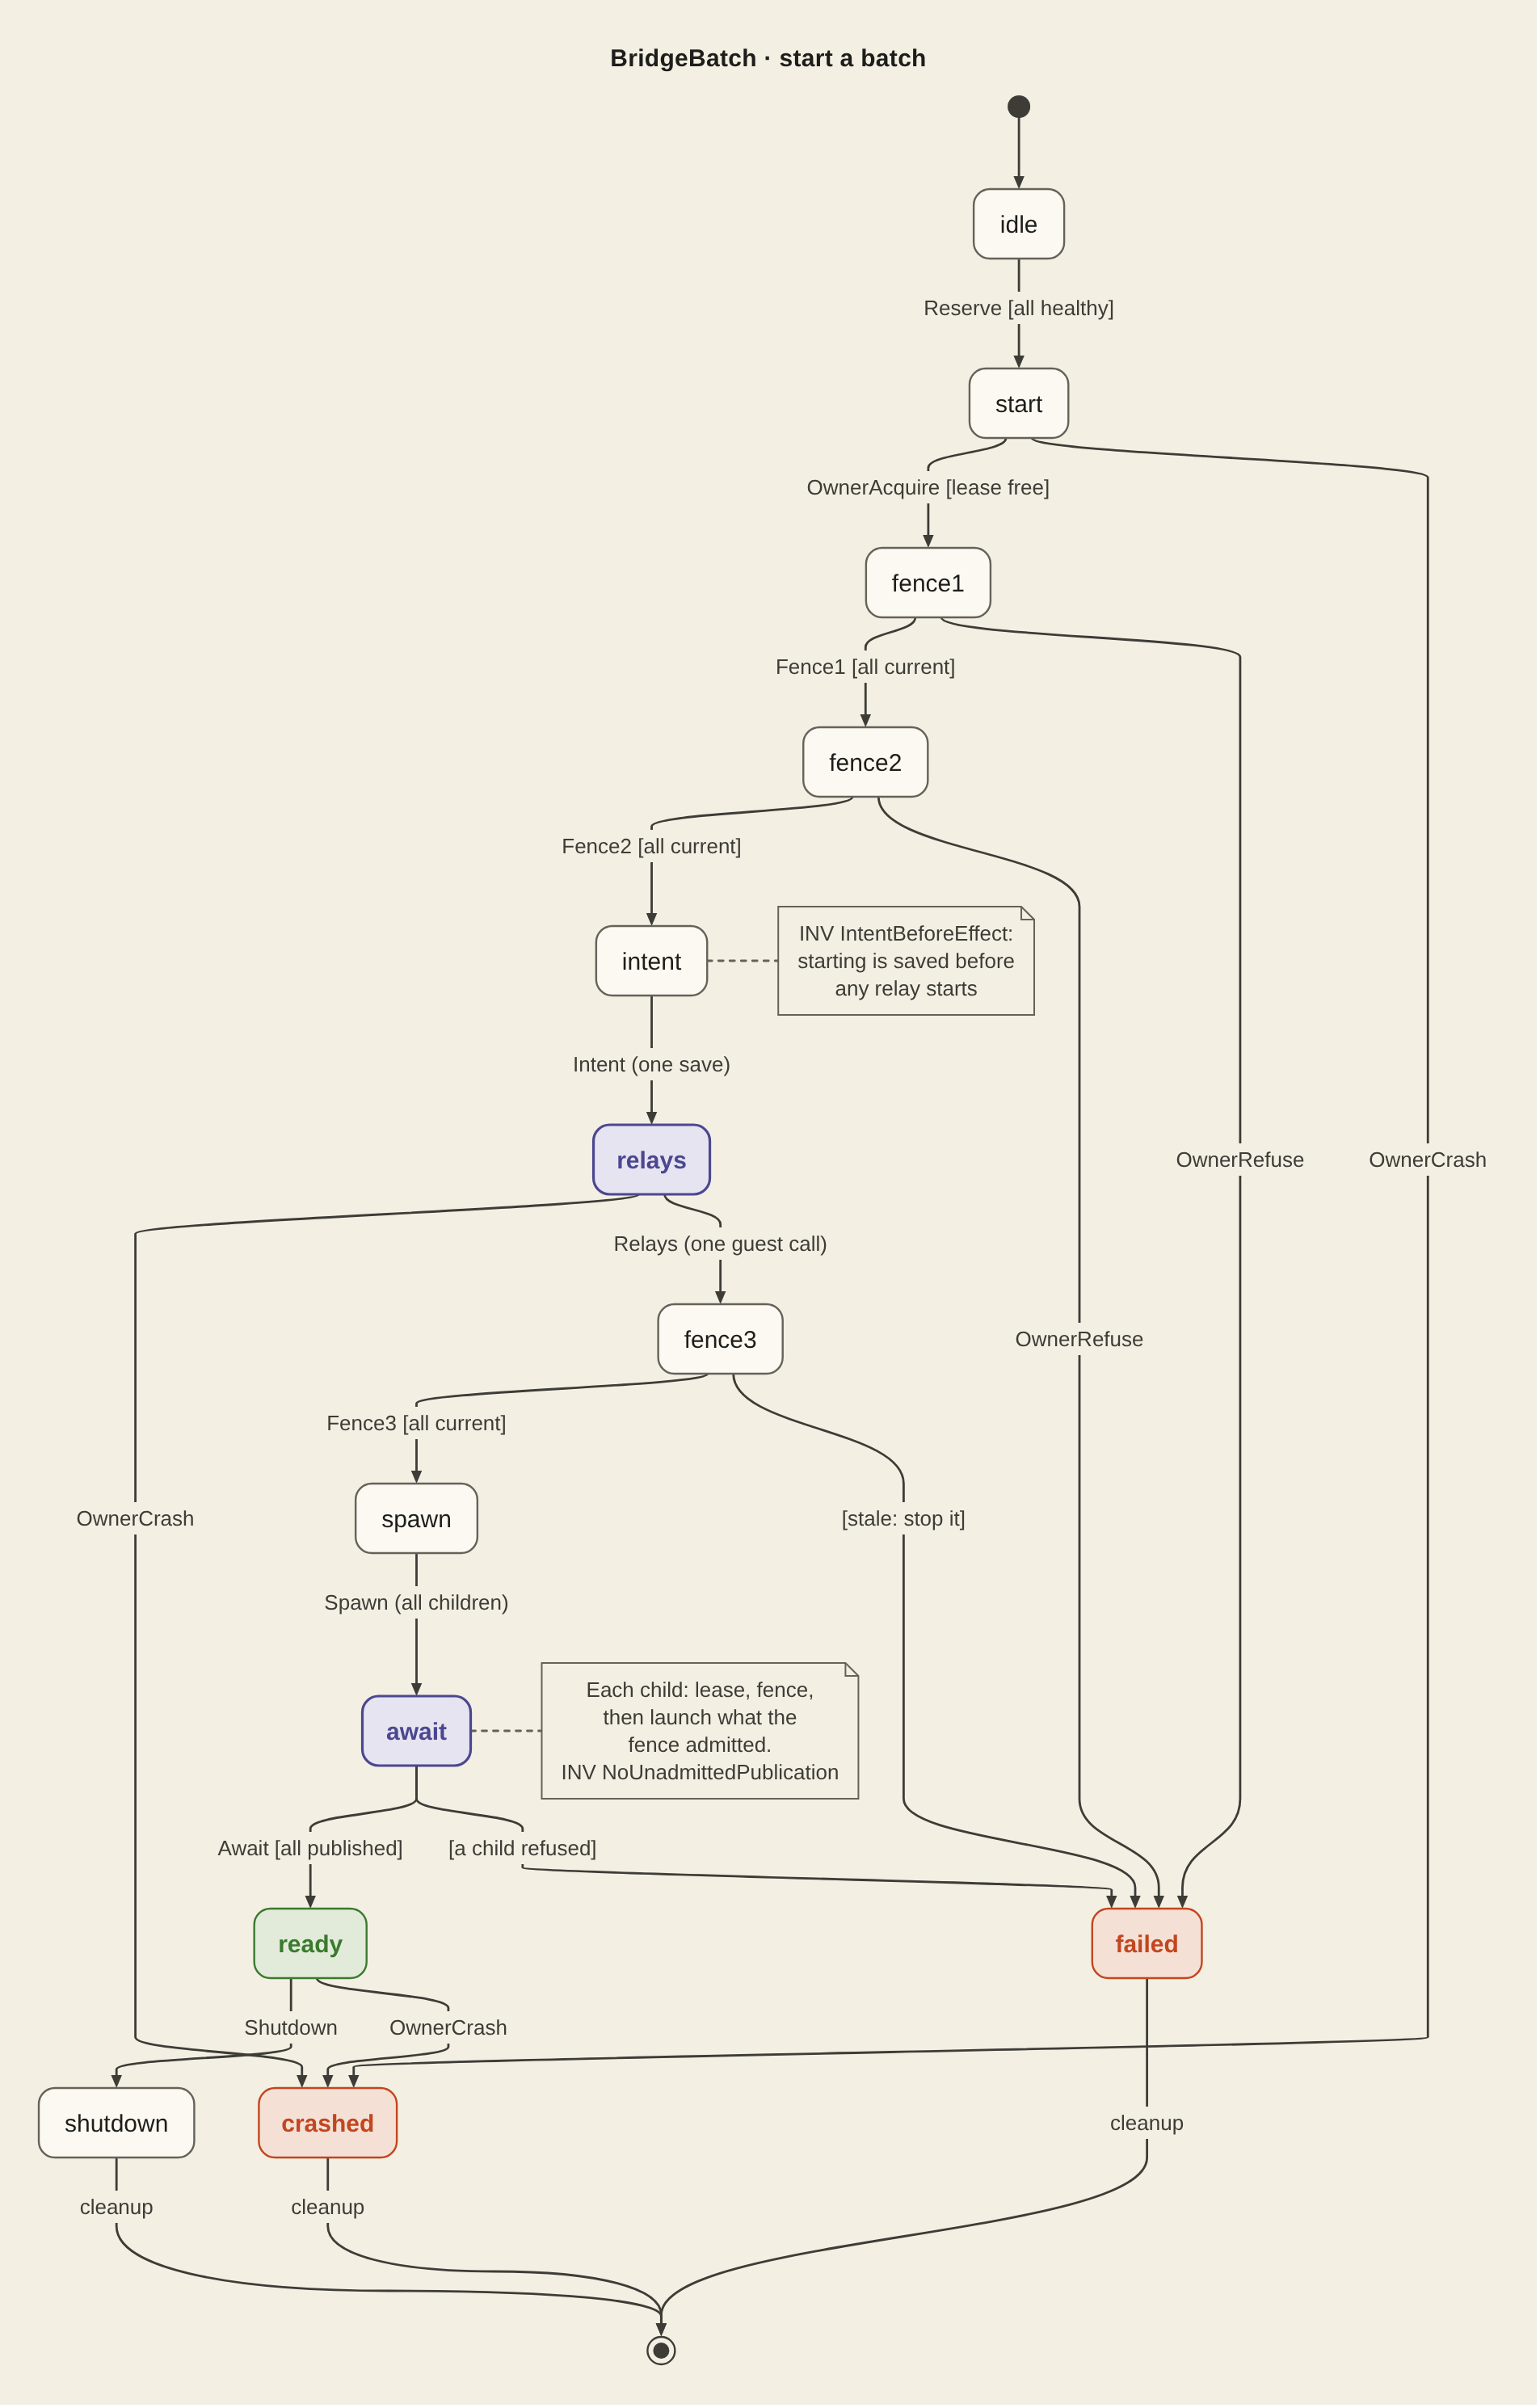 BridgeBatch · start a batch
idle
Reserve [all healthy]
start
OwnerAcquire [lease free]
fence1
Fence1 [all current]
fence2
Fence2 [all current]
intent
INV IntentBeforeEffect:
starting is saved before
any relay starts
Intent (one save)
relays
OwnerRefuse
OwnerCrash
Relays (one guest call)
fence3
OwnerRefuse
Fence3 [all current]
spawn
OwnerCrash
[stale: stop it]
Spawn (all children)
await
Each child: lease, fence,
then launch what the
fence admitted.
INV NoUnadmittedPublication
Await [all published]
[a child refused]
ready
failed
Shutdown
OwnerCrash
shutdown
crashed
cleanup
cleanup
cleanup